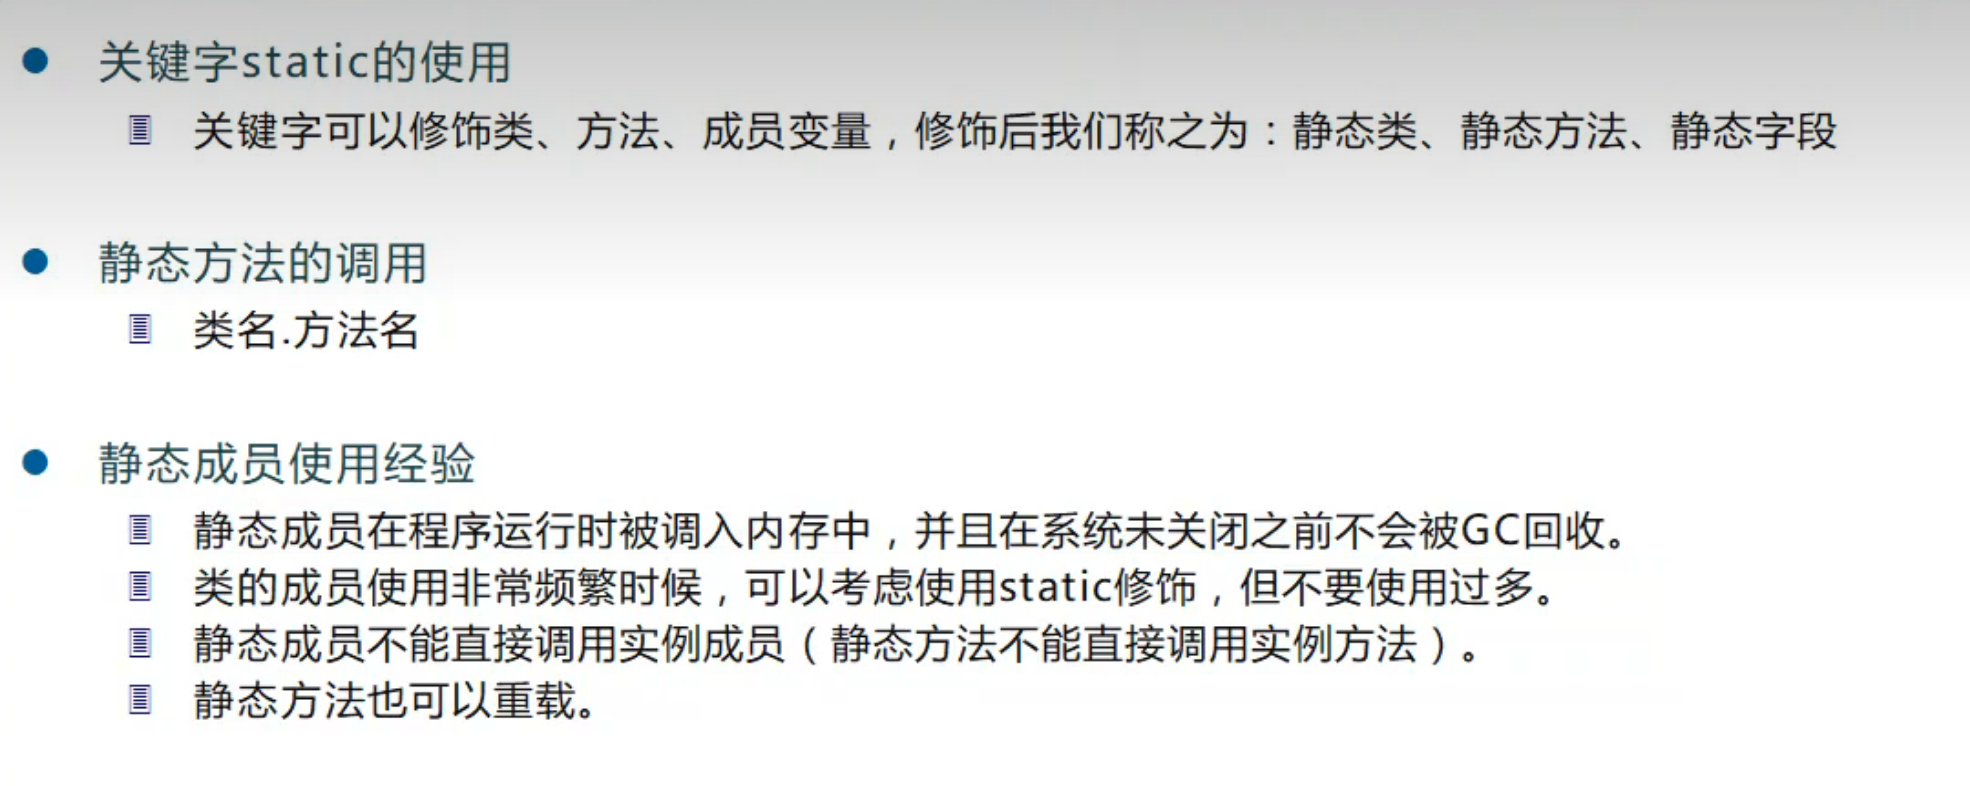 关键字static的使用
关键字可以修饰类、方法、成员变量，修饰后我们称之为：静态类、静态方法、静态字段
静态方法的调用
类名.方法名
静态成员使用经验
静态成员在程序运行时被调入内存中，并且在系统未关闭之前不会被GC回收。
类的成员使用非常频繁时候，可以考虑使用static修饰，但不要使用过多。
静态成员不能直接调用实例成员（静态方法不能直接调用实例方法）。
静态方法也可以重载。